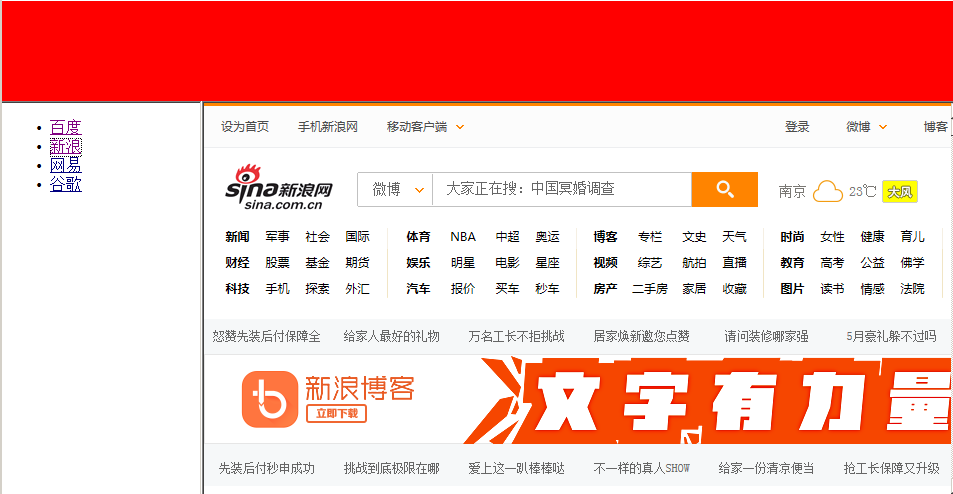 百度
新浪
网易
谷歌
设为首页 手机新浪网 移动客户端 登录 微博 博客
sina新浪网
sina.com.cn
微博 大家正在搜：中国冥婚调查 南京 23℃ 大风
新闻 军事 社会 国际 体育 NBA 中超 奥运 博客 专栏 文史 天气 时尚 女性 健康 育儿
财经 股票 基金 期货 娱乐 明星 电影 星座 视频 综艺 航拍 直播 教育 高考 公益 佛学
科技 手机 探索 外汇 汽车 报价 买车 秒车 房产 二手房 家居 收藏 图片 读书 情感 法院
怒赞先装后付保障全 给家人最好的礼物 万名工长不拒挑战 居家焕新邀您点赞 请问装修哪家强 5月豪礼躲不过吗
新浪博客
立即下载
文字有力量
先装后付秒申成功 挑战到底极限在哪 爱上这一趴棒棒哒 不一样的真人SHOW 给家一份清凉便当 抢工长保障又升级